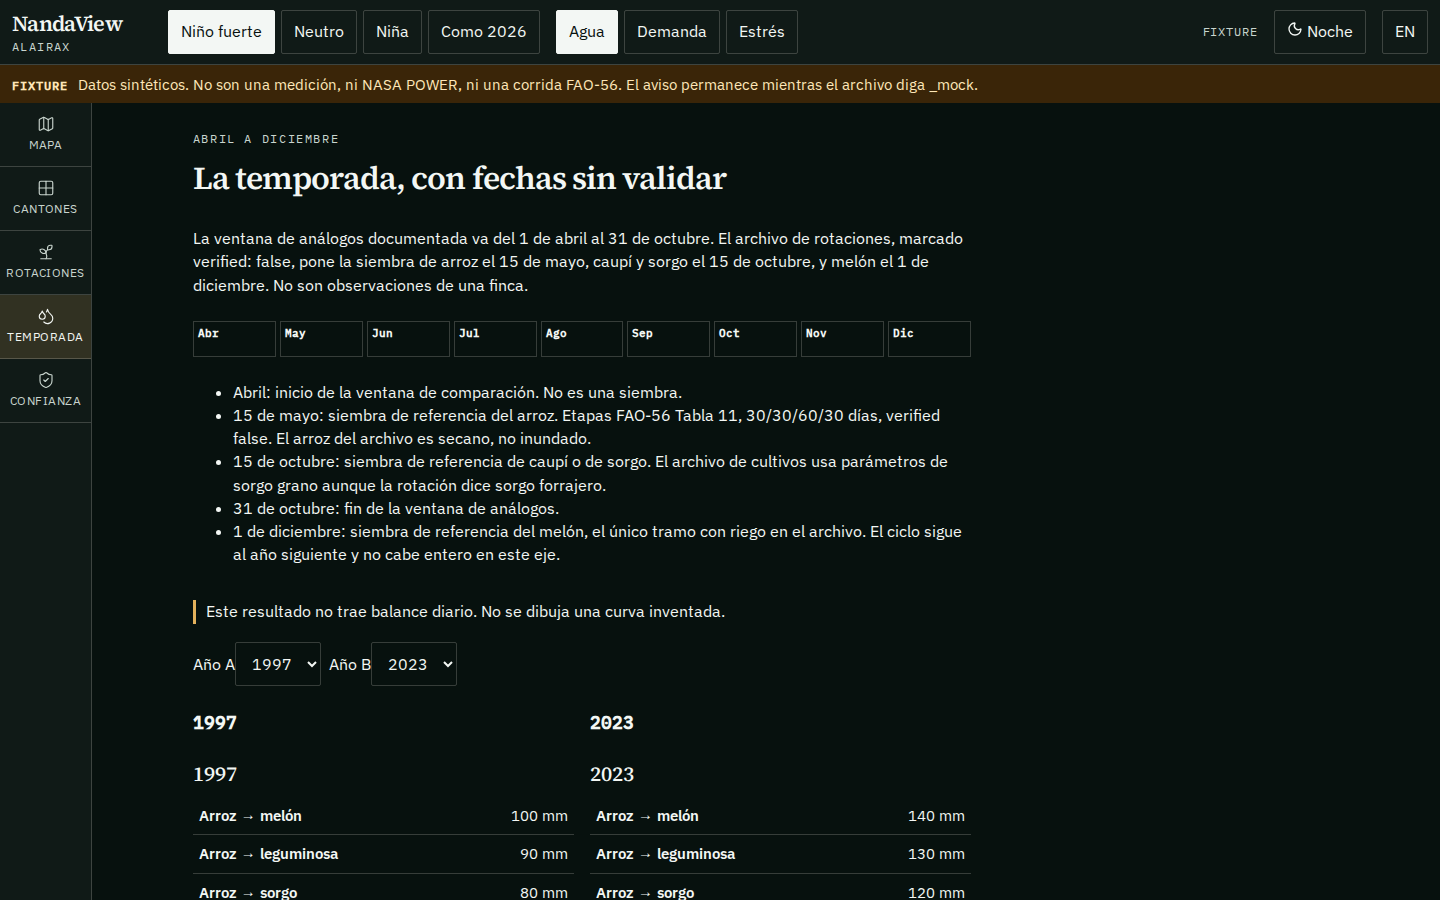 NandaView
ALAIRAX
Niño fuerte
Neutro
Niña
Como 2026
Agua
Demanda
Estrés
FIXTURE
Noche
EN
FIXTURE Datos sintéticos. No son una medición, ni NASA POWER, ni una corrida FAO-56. El aviso permanece mientras el archivo diga _mock.
MAPA
CANTONES
ROTACIONES
TEMPORADA
CONFIANZA
ABRIL A DICIEMBRE
La temporada, con fechas sin validar
La ventana de análogos documentada va del 1 de abril al 31 de octubre. El archivo de rotaciones, marcado
verified: false, pone la siembra de arroz el 15 de mayo, caupí y sorgo el 15 de octubre, y melón el 1 de
diciembre. No son observaciones de una finca.
Abr May Jun Jul Ago Sep Oct Nov Dic
• Abril: inicio de la ventana de comparación. No es una siembra.
• 15 de mayo: siembra de referencia del arroz. Etapas FAO-56 Tabla 11, 30/30/60/30 días, verified
false. El arroz del archivo es secano, no inundado.
• 15 de octubre: siembra de referencia de caupí o de sorgo. El archivo de cultivos usa parámetros de
sorgo grano aunque la rotación dice sorgo forrajero.
• 31 de octubre: fin de la ventana de análogos.
• 1 de diciembre: siembra de referencia del melón, el único tramo con riego en el archivo. El ciclo sigue
al año siguiente y no cabe entero en este eje.
Este resultado no trae balance diario. No se dibuja una curva inventada.
Año A 1997 Año B 2023
1997
1997
Arroz → melón 100 mm
Arroz → leguminosa 90 mm
Arroz → sorgo 80 mm
2023
2023
Arroz → melón 140 mm
Arroz → leguminosa 130 mm
Arroz → sorgo 120 mm